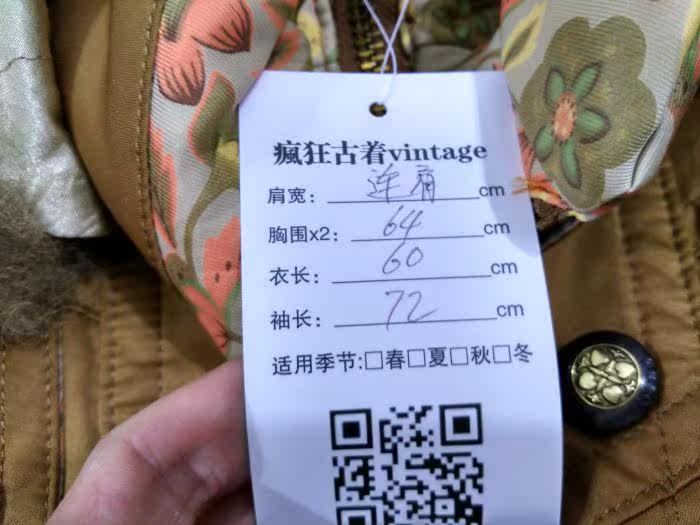 瘋狂古着vintage
肩宽：连肩cm
胸围x2：64cm
衣长：60cm
袖长：72cm
适用季节:□春□夏□秋□冬